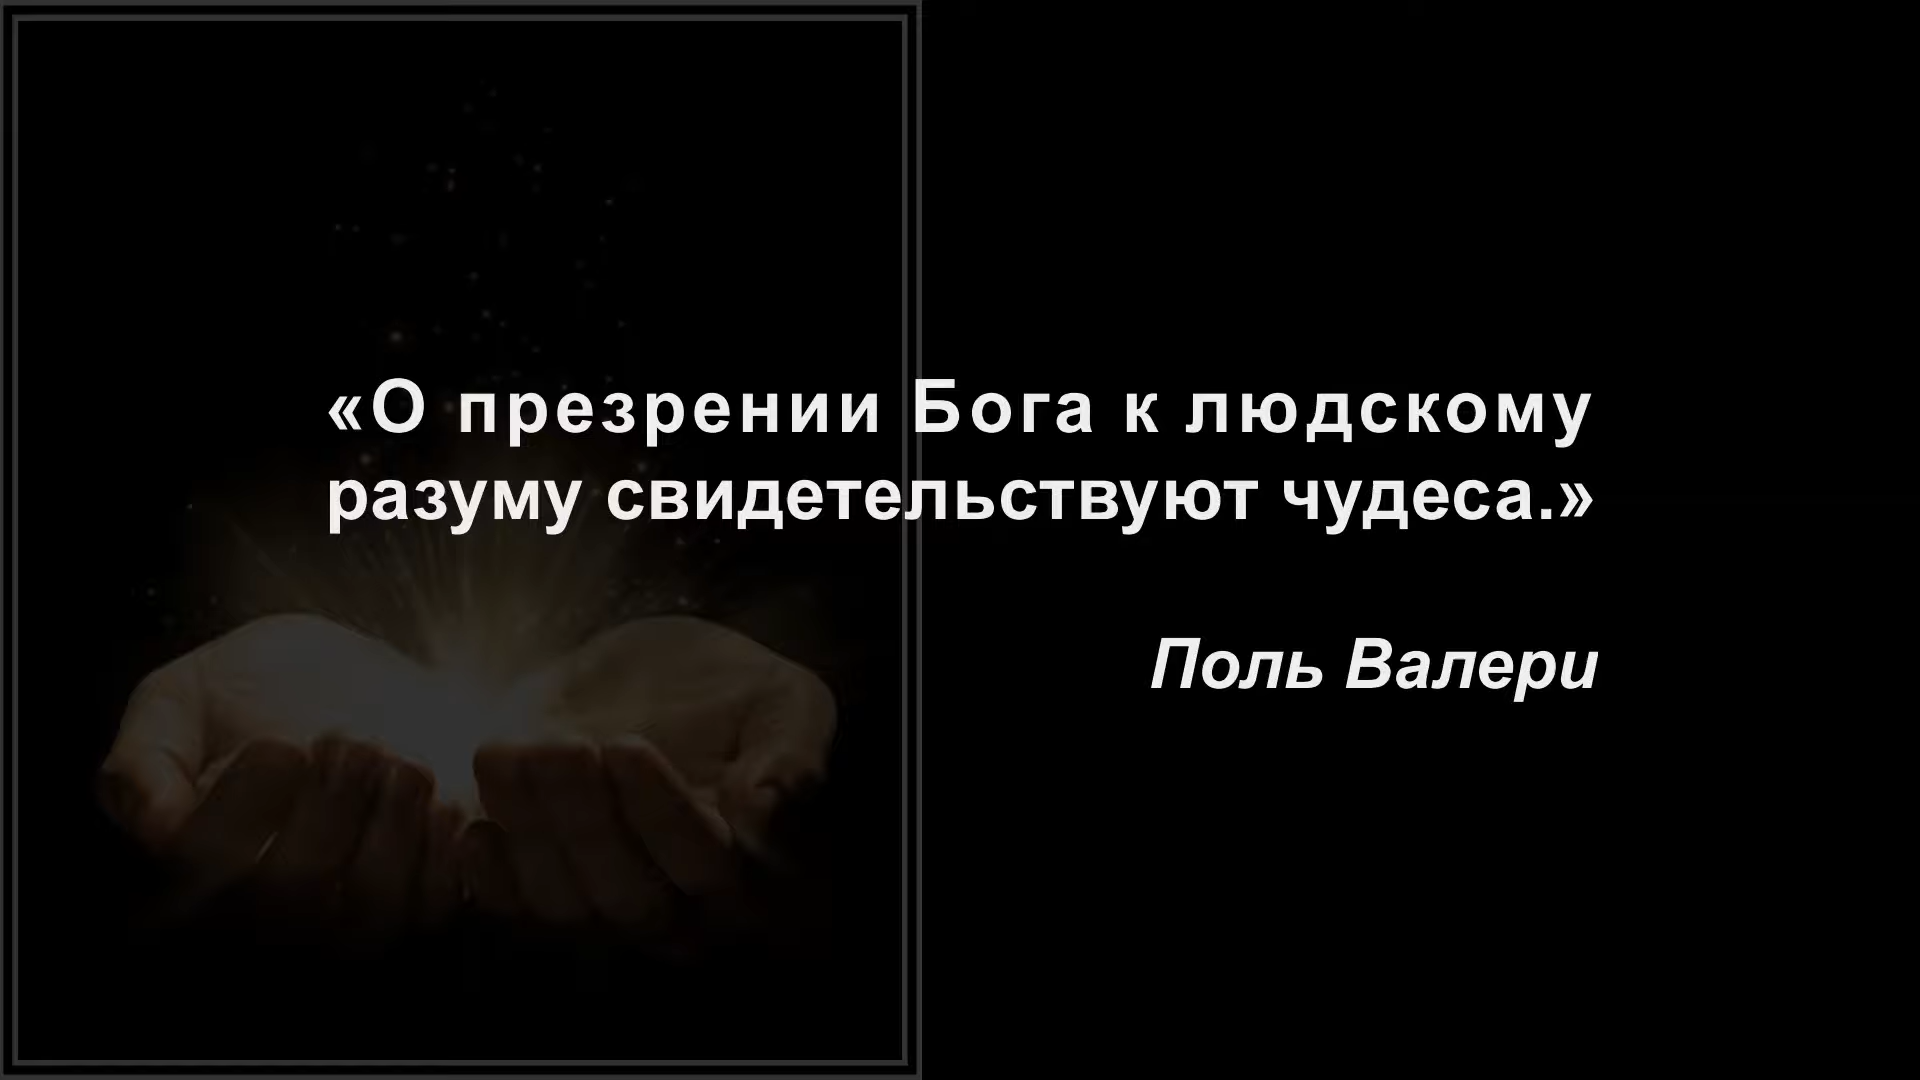 «О презрении Бога к людскому
разуму свидетельствуют чудеса.»
Поль Валери